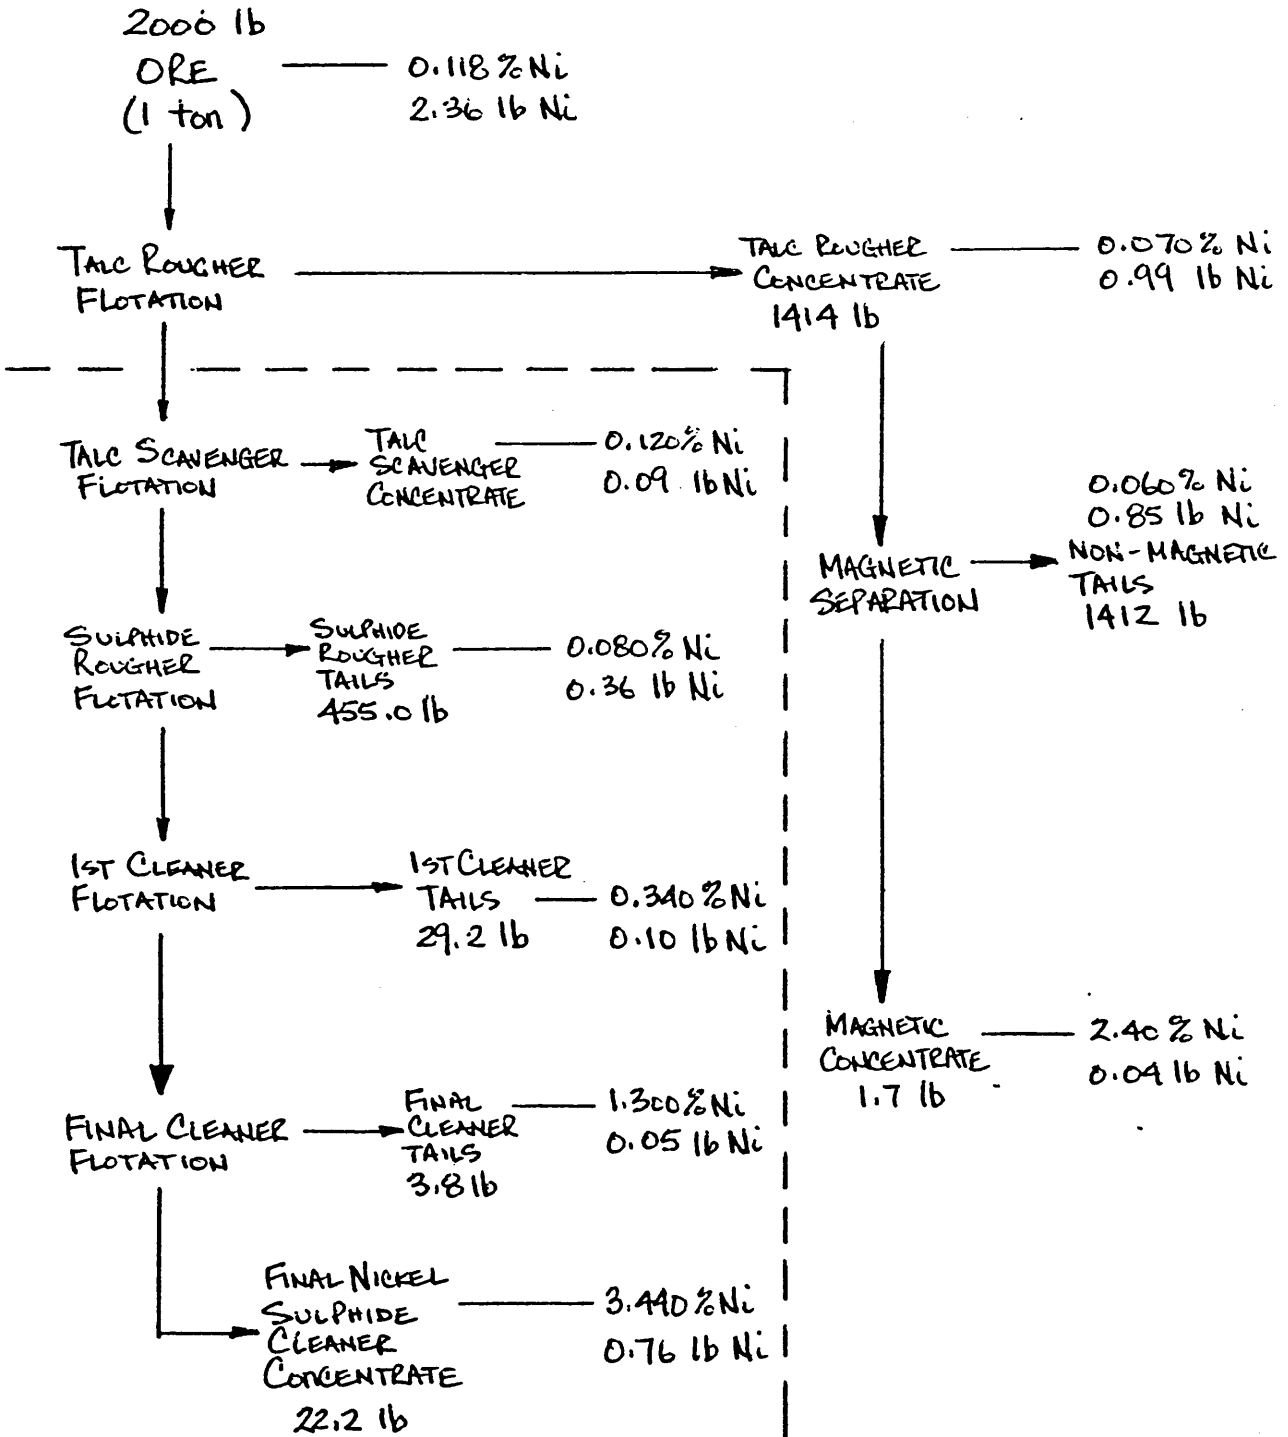 2000 lb
ORE
(1 ton)
0.118 % Ni
2.36 lb Ni
TALC ROUGHER
FLOTATION
TALC ROUGHER
CONCENTRATE
1414 lb
0.070 % Ni
0.99 lb Ni
TALC SCAVENGER
FLOTATION
TALC
SCAVENGER
CONCENTRATE
0.120% Ni
0.09 lb Ni
MAGNETIC
SEPARATION
0.060 % Ni
0.85 lb Ni
NON-MAGNETIC
TAILS
1412 lb
SULPHIDE
ROUGHER
FLOTATION
SULPHIDE
ROUGHER
TAILS
455.0 lb
0.080% Ni
0.36 lb Ni
1ST CLEANER
FLOTATION
1ST CLEANER
TAILS
29.2 lb
0.340 % Ni
0.10 lb Ni
MAGNETIC
CONCENTRATE
1.7 lb
2.40 % Ni
0.04 lb Ni
FINAL CLEANER
FLOTATION
FINAL
CLEANER
TAILS
3.8 lb
1.300 % Ni
0.05 lb Ni
FINAL NICKEL
SULPHIDE
CLEANER
CONCENTRATE
22.2 lb
3.440 % Ni
0.76 lb Ni